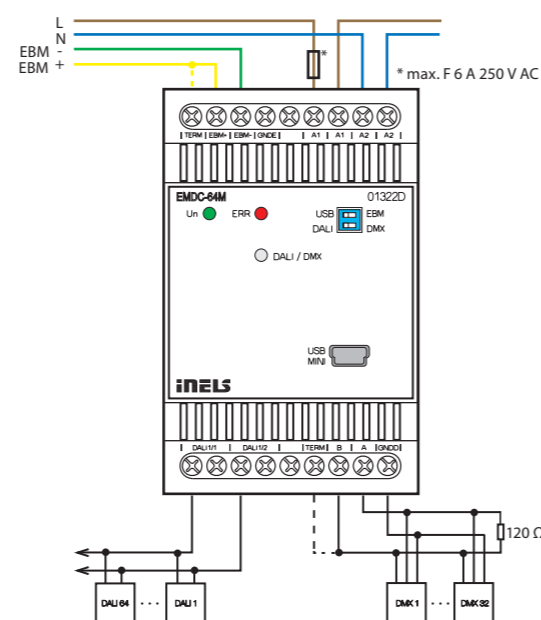 L
N
EBM -
EBM +
*
* max. F 6 A 250 V AC
TERM EBM+ EBM- GNDE A1 A1 A2 A2
EMDC-64M 01322D
Un ERR USB EBM
DALI DMX
DALI / DMX
USB
MINI
iNELS
DALI1/1 DALI1/2 TERM B A GNDD
120 Ω
DALI 64 ··· DALI 1 DMX 1 ··· DMX 32